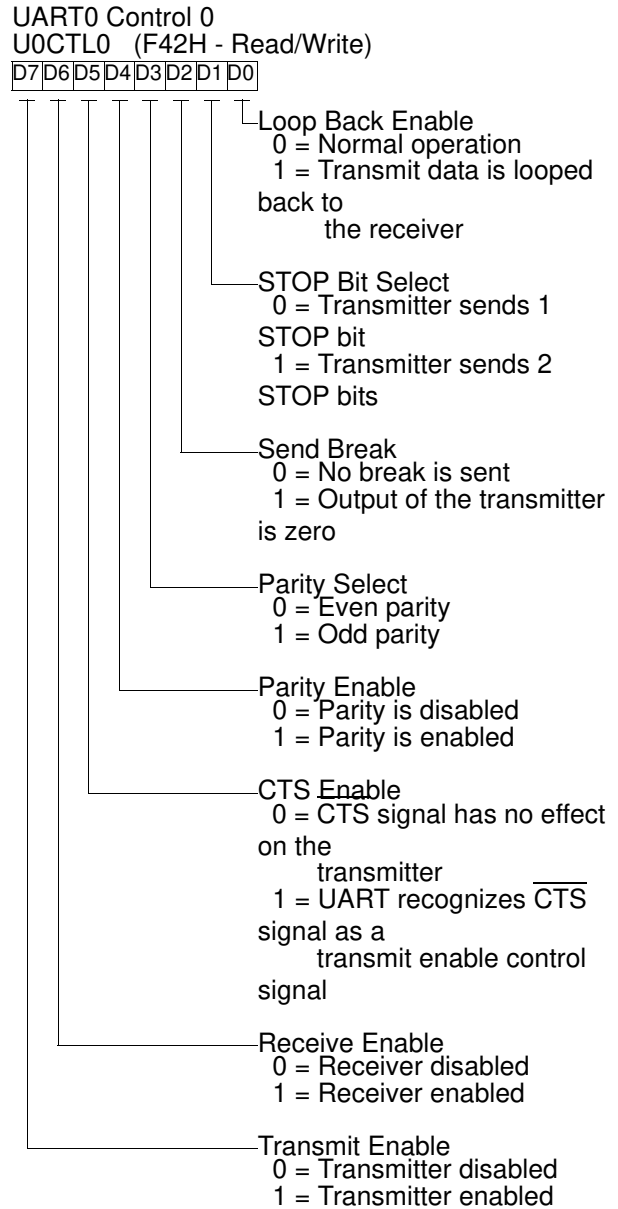 UART0 Control 0
U0CTL0 (F42H - Read/Write)
D7 D6 D5 D4 D3 D2 D1 D0
Loop Back Enable
0 = Normal operation
1 = Transmit data is looped
back to
the receiver
STOP Bit Select
0 = Transmitter sends 1
STOP bit
1 = Transmitter sends 2
STOP bits
Send Break
0 = No break is sent
1 = Output of the transmitter
is zero
Parity Select
0 = Even parity
1 = Odd parity
Parity Enable
0 = Parity is disabled
1 = Parity is enabled
CTS Enable
0 = C̅T̅S̅ signal has no effect
on the
transmitter
1 = UART recognizes C̅T̅S̅
signal as a
transmit enable control
signal
Receive Enable
0 = Receiver disabled
1 = Receiver enabled
Transmit Enable
0 = Transmitter disabled
1 = Transmitter enabled